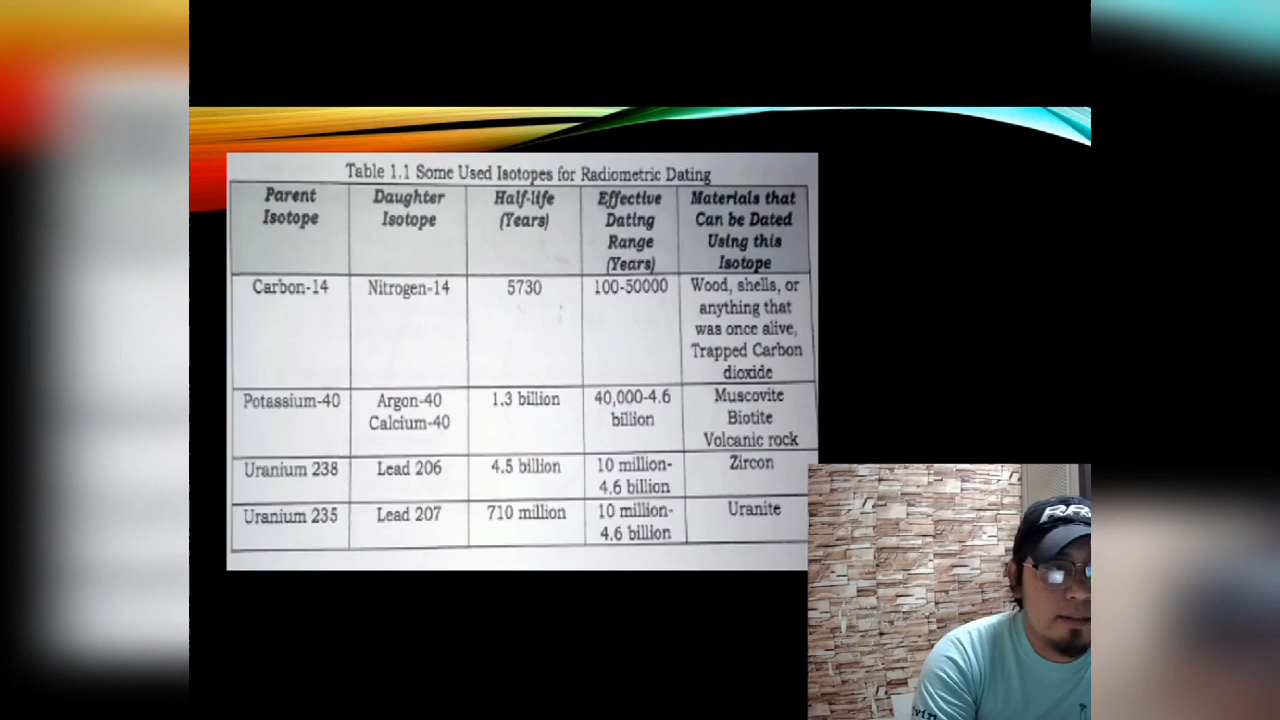 Table 1.1 Some Used Isotopes for Radiometric Dating
Parent Isotope
Daughter Isotope
Half-life (Years)
Effective Dating Range (Years)
Materials that Can be Dated Using this Isotope
Carbon-14
Nitrogen-14
5730
100-50000
Wood, shells, or
anything that
was once alive,
Trapped Carbon
dioxide
Potassium-40
Argon-40
Calcium-40
1.3 billion
40,000-4.6
billion
Muscovite
Biotite
Volcanic rock
Uranium 238
Lead 206
4.5 billion
10 million-
4.6 billion
Zircon
Uranium 235
Lead 207
710 million
10 million-
4.6 billion
Uranite